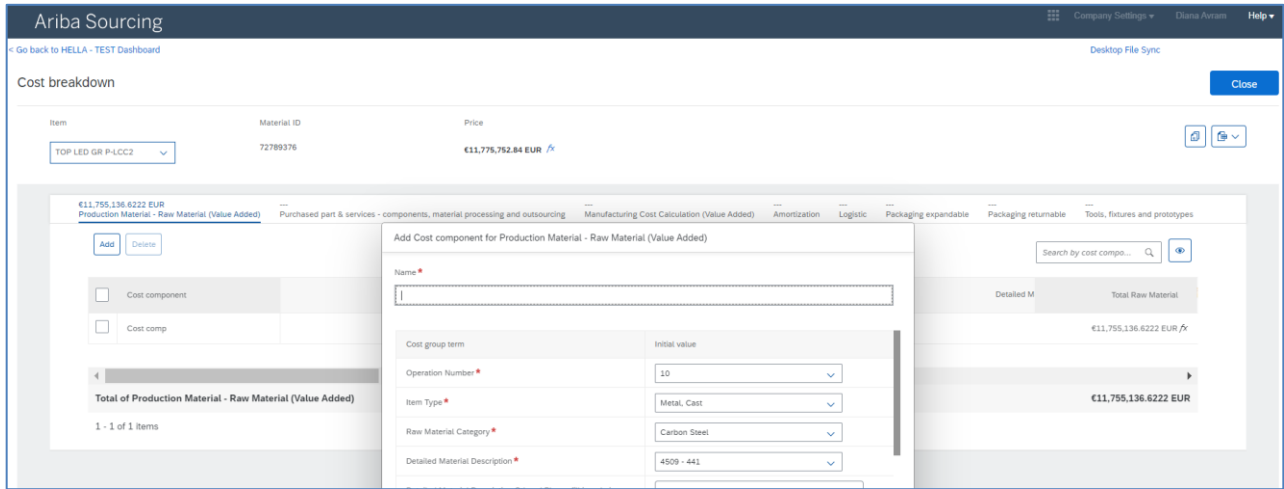 Ariba Sourcing
Company Settings
Diana Avram
Help
< Go back to HELLA - TEST Dashboard
Desktop File Sync
Cost breakdown
Close
Item
Material ID
Price
TOP LED GR P-LCC2
72789376
€11,775,752.84 EUR fx
€11,755,136.6222 EUR
---
---
---
---
---
---
---
Production Material - Raw Material (Value Added)
Purchased part & services - components, material processing and outsourcing
Manufacturing Cost Calculation (Value Added)
Amortization
Logistic
Packaging expandable
Packaging returnable
Tools, fixtures and prototypes
Add
Delete
Search by cost compo...
Cost component
Detailed M
Total Raw Material
Cost comp
€11,755,136.6222 EUR fx
Total of Production Material - Raw Material (Value Added)
€11,755,136.6222 EUR
1 - 1 of 1 items
Add Cost component for Production Material - Raw Material (Value Added)
Name*
Cost group term
Initial value
Operation Number*
10
Item Type*
Metal, Cast
Raw Material Category*
Carbon Steel
Detailed Material Description*
4509 - 441